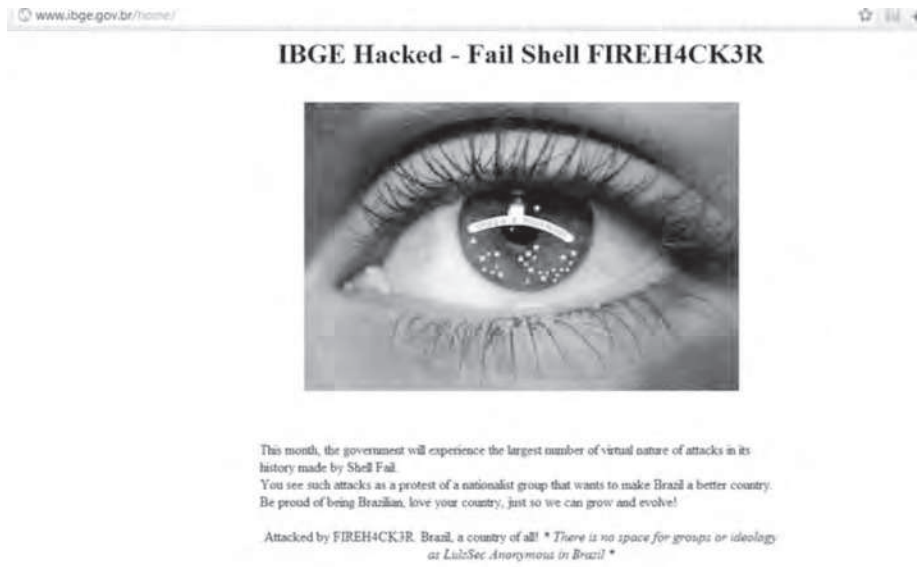 www.ibge.gov.br/home/
IBGE Hacked - Fail Shell FIREH4CK3R
This month, the government will experience the largest number of virtual nature of attacks in its
history made by Shell Fail.
You see such attacks as a protest of a nationalist group that wants to make Brazil a better country.
Be proud of being Brazilian, love your country, just so we can grow and evolve!
Attacked by FIREH4CK3R. Brazil, a country of all! * There is no space for groups or ideology
as LulzSec Anonymous in Brazil *